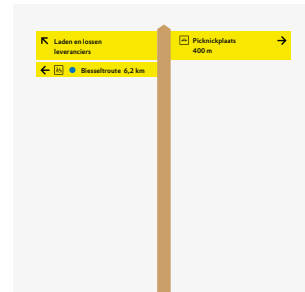 Laden en lossen
leveranciers
Biesseltroute 6,2 km
Picknickplaats
400 m